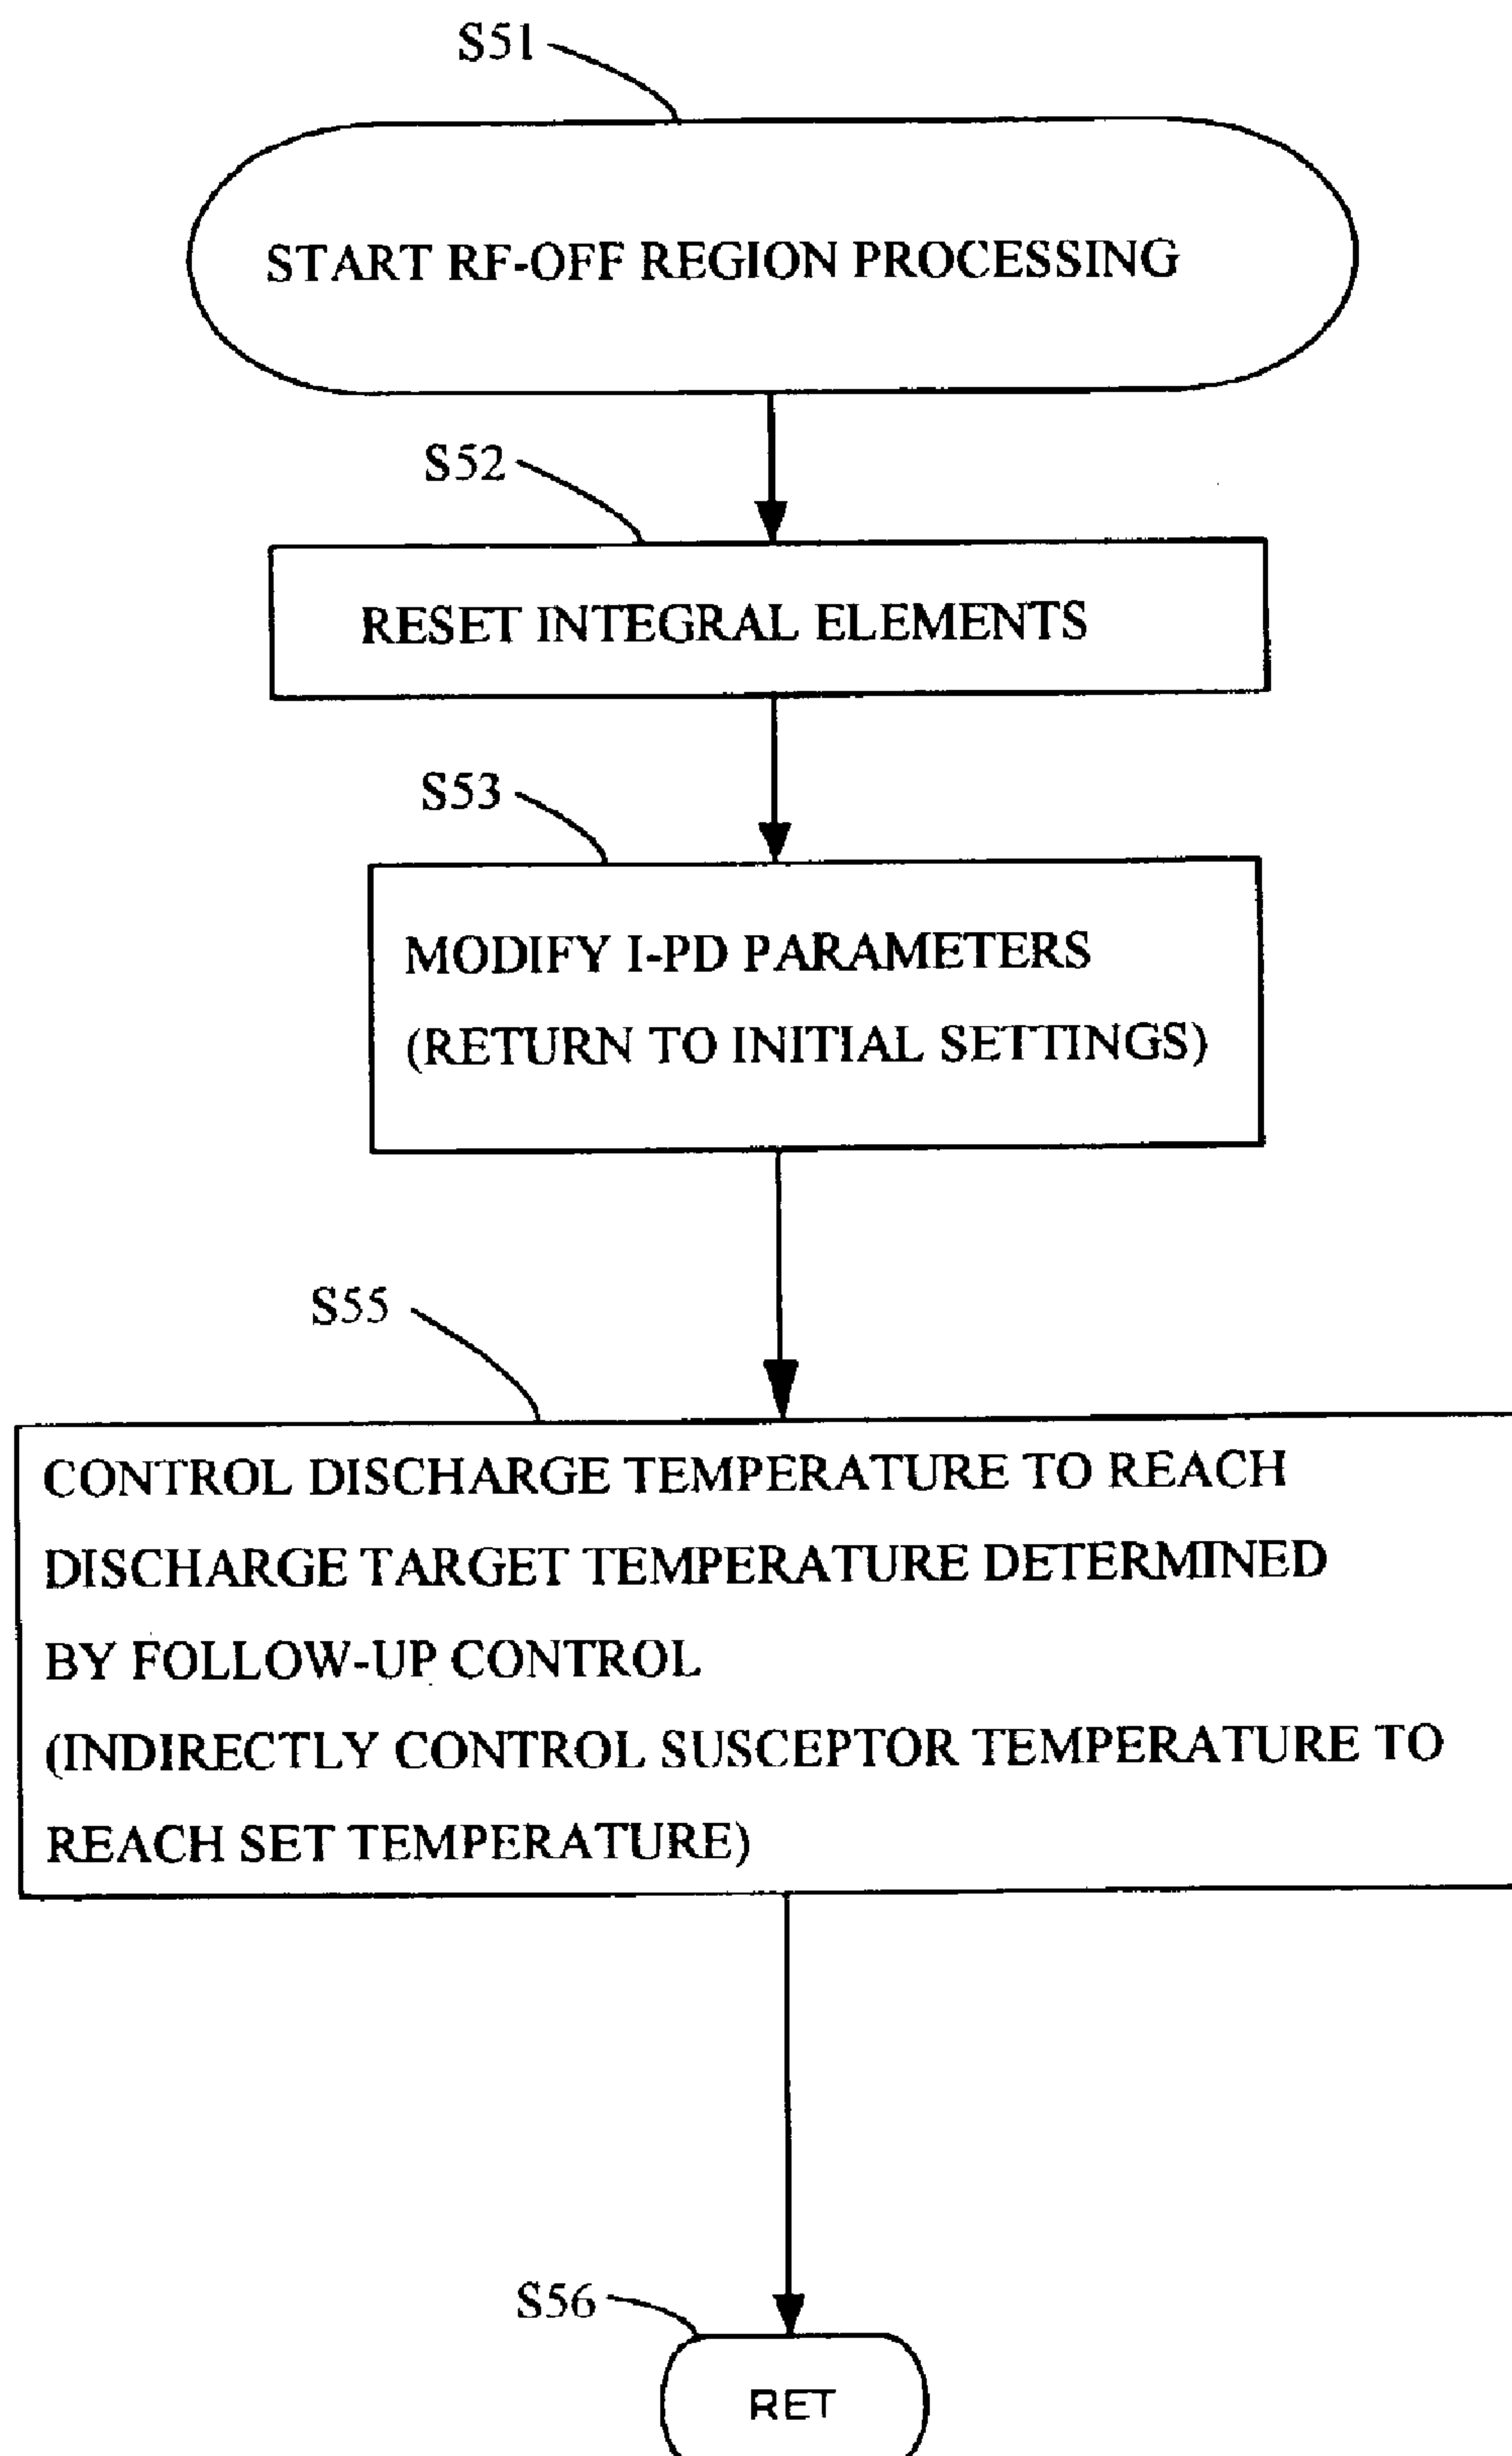 S51
START RF-OFF REGION PROCESSING
S52
RESET INTEGRAL ELEMENTS
S53
MODIFY I-PD PARAMETERS
(RETURN TO INITIAL SETTINGS)
S55
CONTROL DISCHARGE TEMPERATURE TO REACH
DISCHARGE TARGET TEMPERATURE DETERMINED
BY FOLLOW-UP CONTROL
(INDIRECTLY CONTROL SUSCEPTOR TEMPERATURE TO
REACH SET TEMPERATURE)
S56
RET